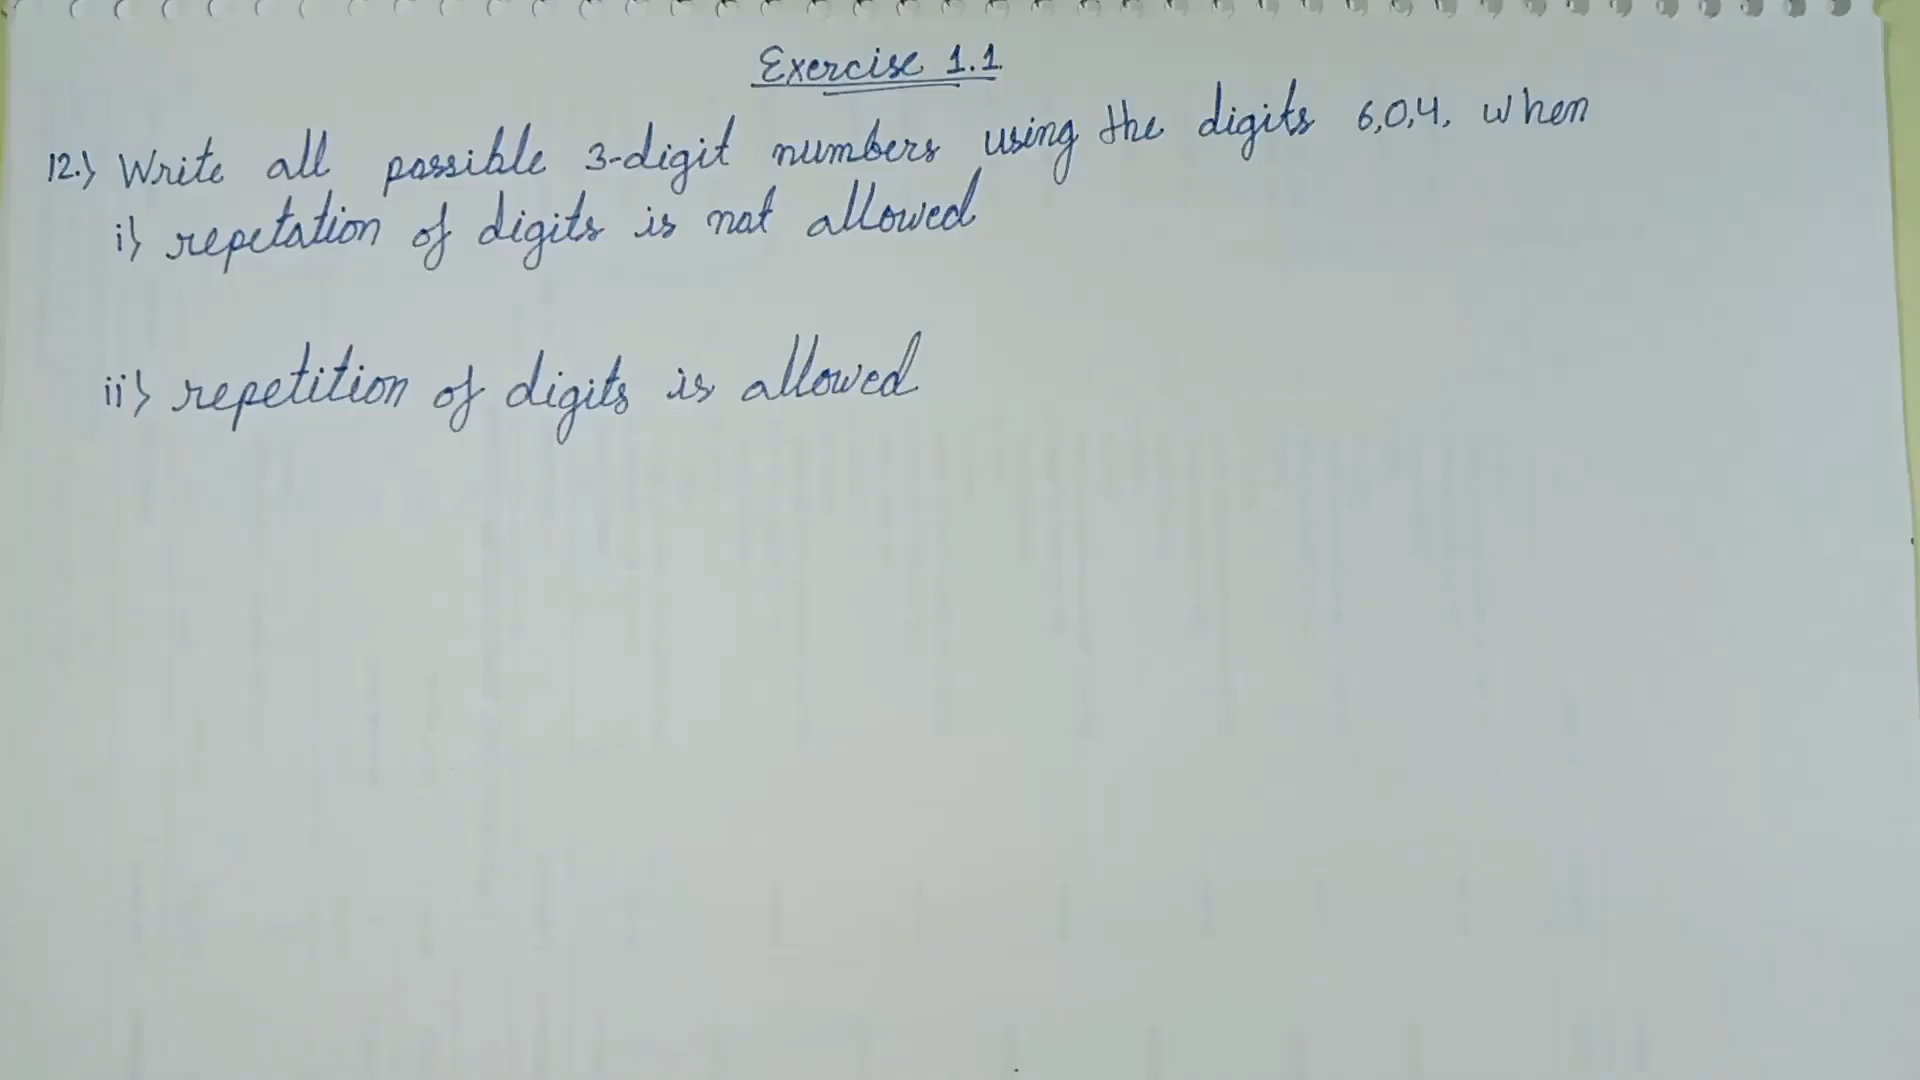 Exercise 1.1
12.) Write all possible 3-digit numbers using the digits 6,0,4, when
i) repetation of digits is not allowed
ii) repetition of digits is allowed